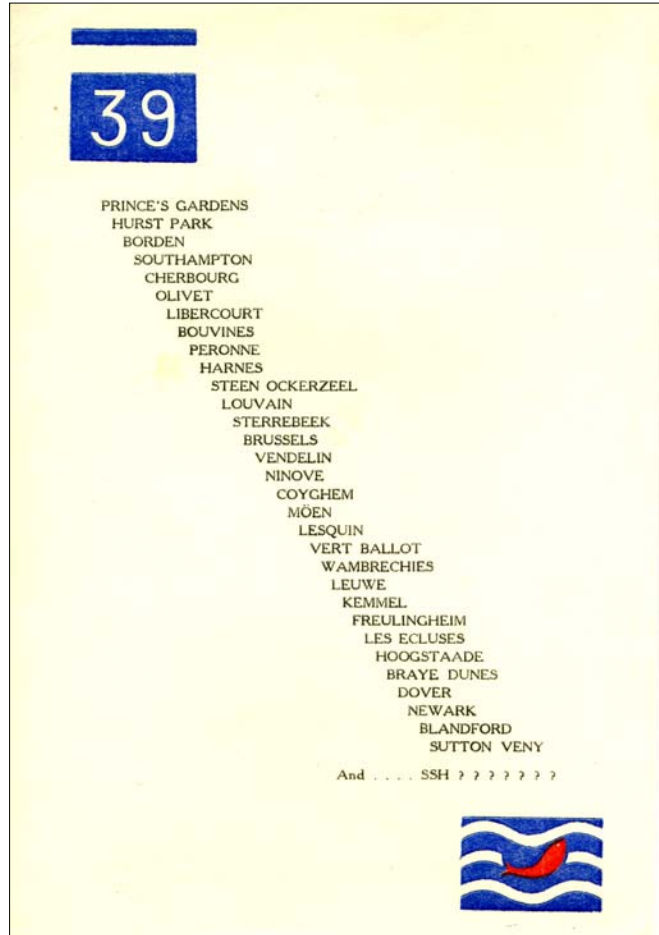 39
PRINCE'S GARDENS
HURST PARK
BORDEN
SOUTHAMPTON
CHERBOURG
OLIVET
LIBERCOURT
BOUVINES
PERONNE
HARNES
STEEN OCKERZEEL
LOUVAIN
STERREBEEK
BRUSSELS
VENDELIN
NINOVE
COYGHEM
MÖEN
LESQUIN
VERT BALLOT
WAMBRECHIES
LEUWE
KEMMEL
FREULINGHEIM
LES ECLUSES
HOOGSTAADE
BRAYE DUNES
DOVER
NEWARK
BLANDFORD
SUTTON VENY
And . . . . SSH ? ? ? ? ? ? ?